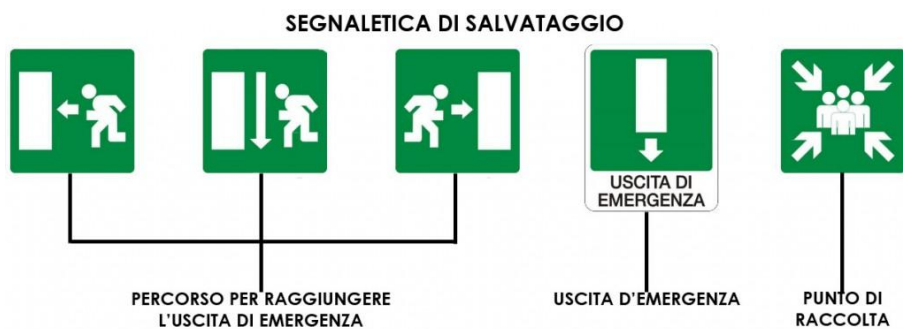 SEGNALETICA DI SALVATAGGIO
USCITA DI
EMERGENZA
PERCORSO PER RAGGIUNGERE
L'USCITA DI EMERGENZA
USCITA D'EMERGENZA
PUNTO DI
RACCOLTA